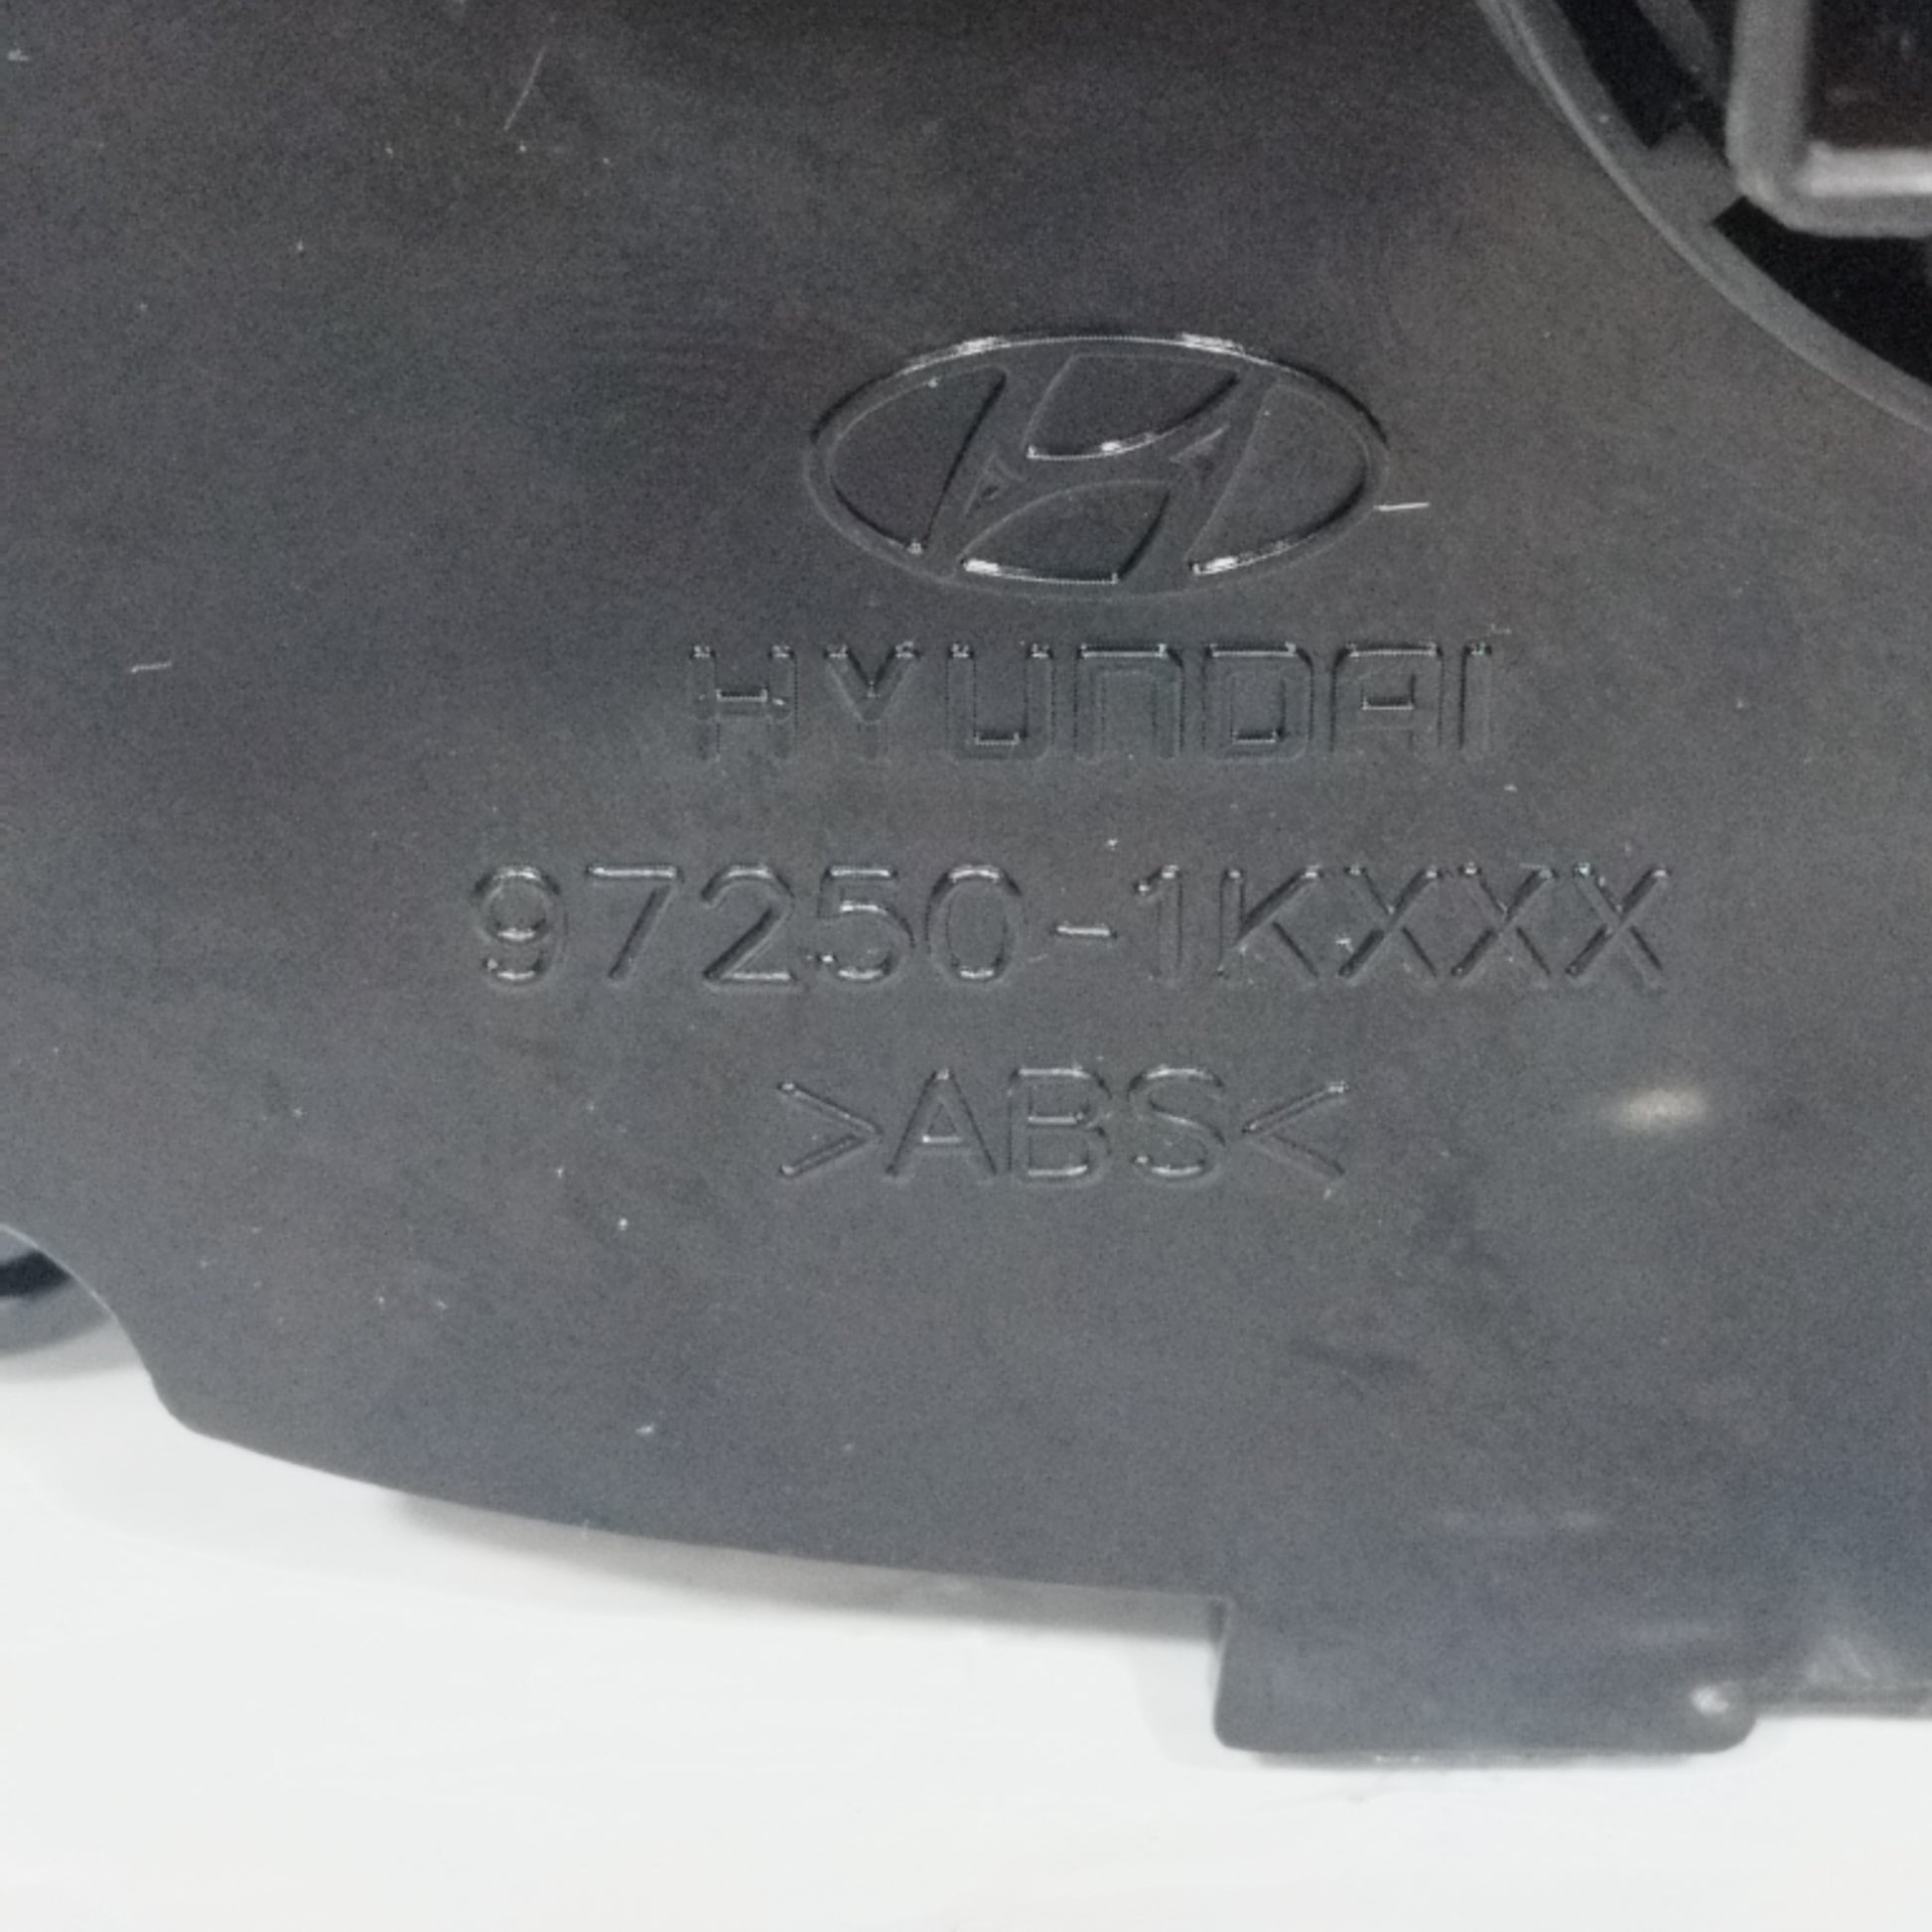 HYUNDAI
97250-1KXXX
>ABS<